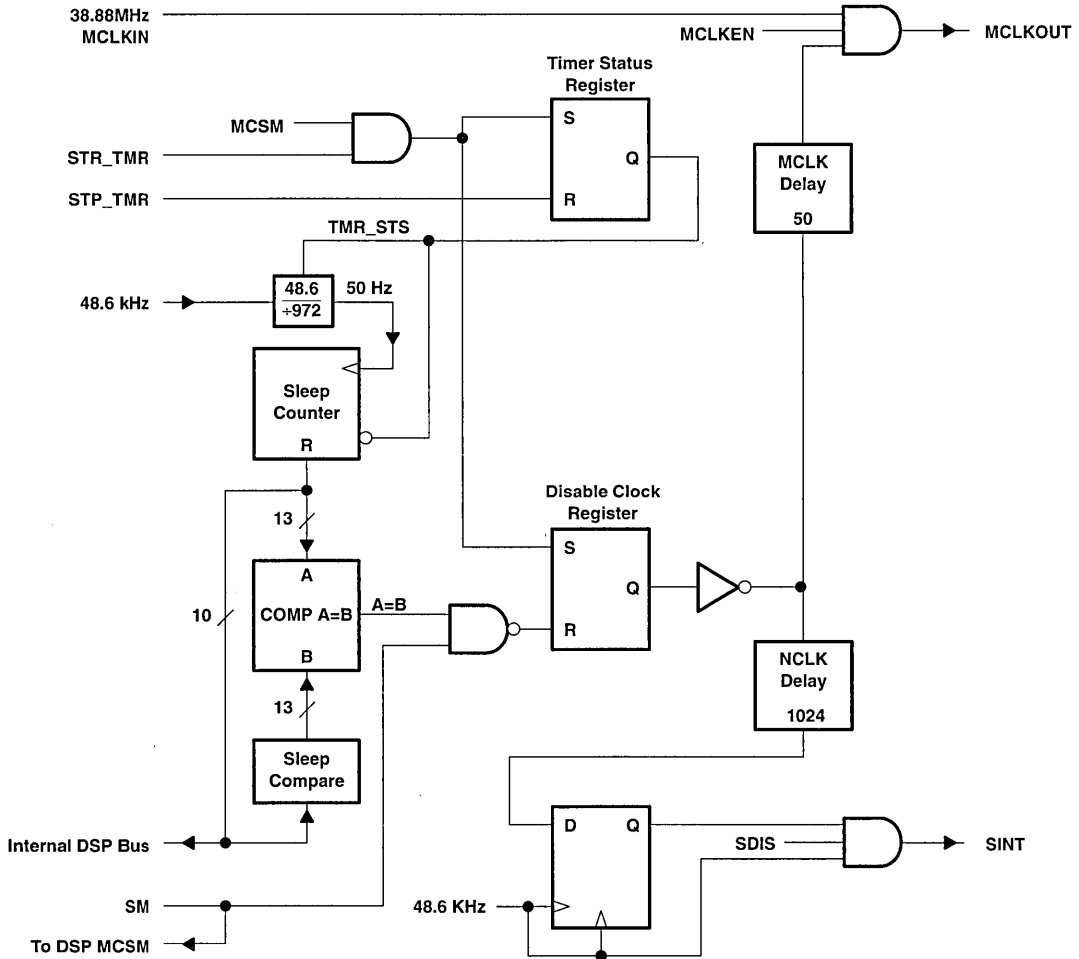 38.88MHz
MCLKIN
MCLKEN
MCLKOUT
Timer Status
Register
MCSM
STR_TMR
STP_TMR
S
Q
R
MCLK
Delay
50
TMR_STS
48.6 kHz
48.6
÷972
50 Hz
Sleep
Counter
R
13
Disable Clock
Register
S
Q
R
A
COMP A=B
B
A=B
10
13
NCLK
Delay
1024
Sleep
Compare
Internal DSP Bus
D
Q
SDIS
SINT
SM
48.6 KHz
To DSP MCSM